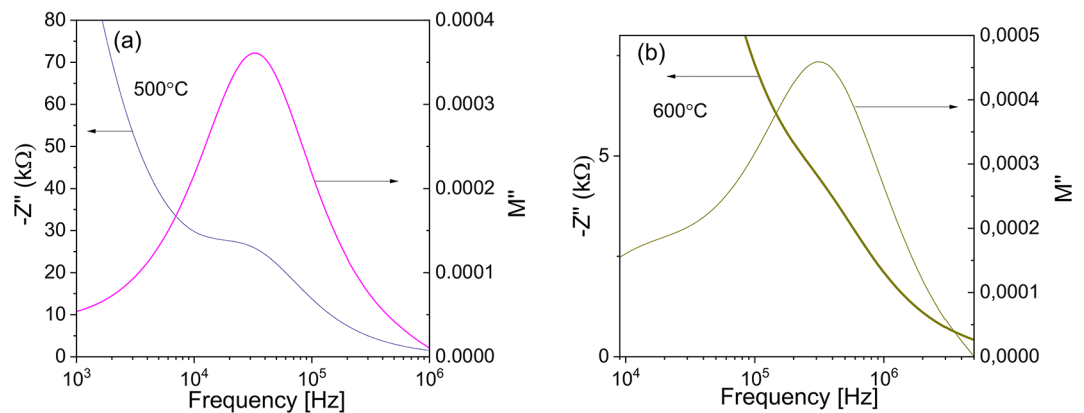 (a)
500°C
80
70
60
50
40
30
20
10
0
-Z" (kΩ)
0.0004
0.0003
0.0002
0.0001
0.0000
M"
10³ 10⁴ 10⁵ 10⁶
Frequency [Hz]
(b)
600°C
5
0
-Z" (kΩ)
0,0005
0,0004
0,0003
0,0002
0,0001
0,0000
M"
10⁴ 10⁵ 10⁶
Frequency [Hz]